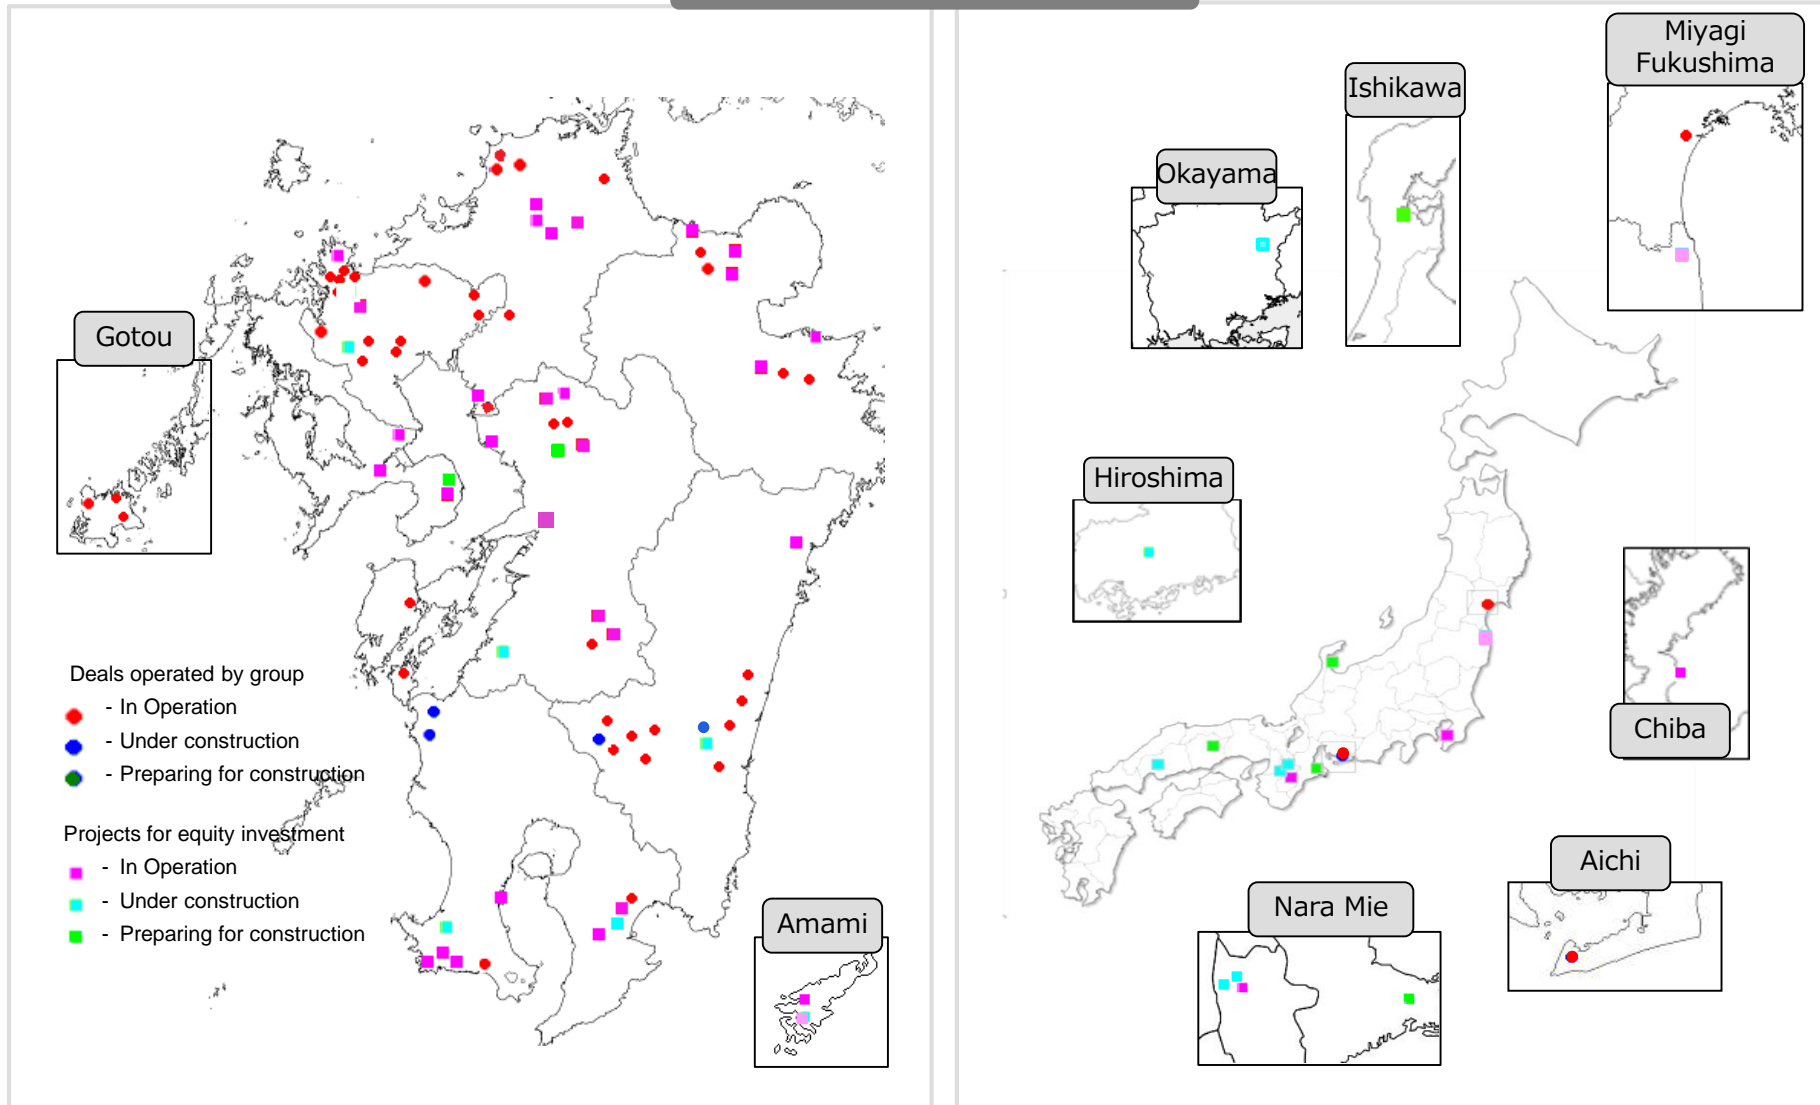 Gotou
Deals operated by group
- In Operation
- Under construction
- Preparing for construction
Projects for equity investment
- In Operation
- Under construction
- Preparing for construction
Amami
Miyagi
Fukushima
Ishikawa
Okayama
Hiroshima
Chiba
Aichi
Nara Mie